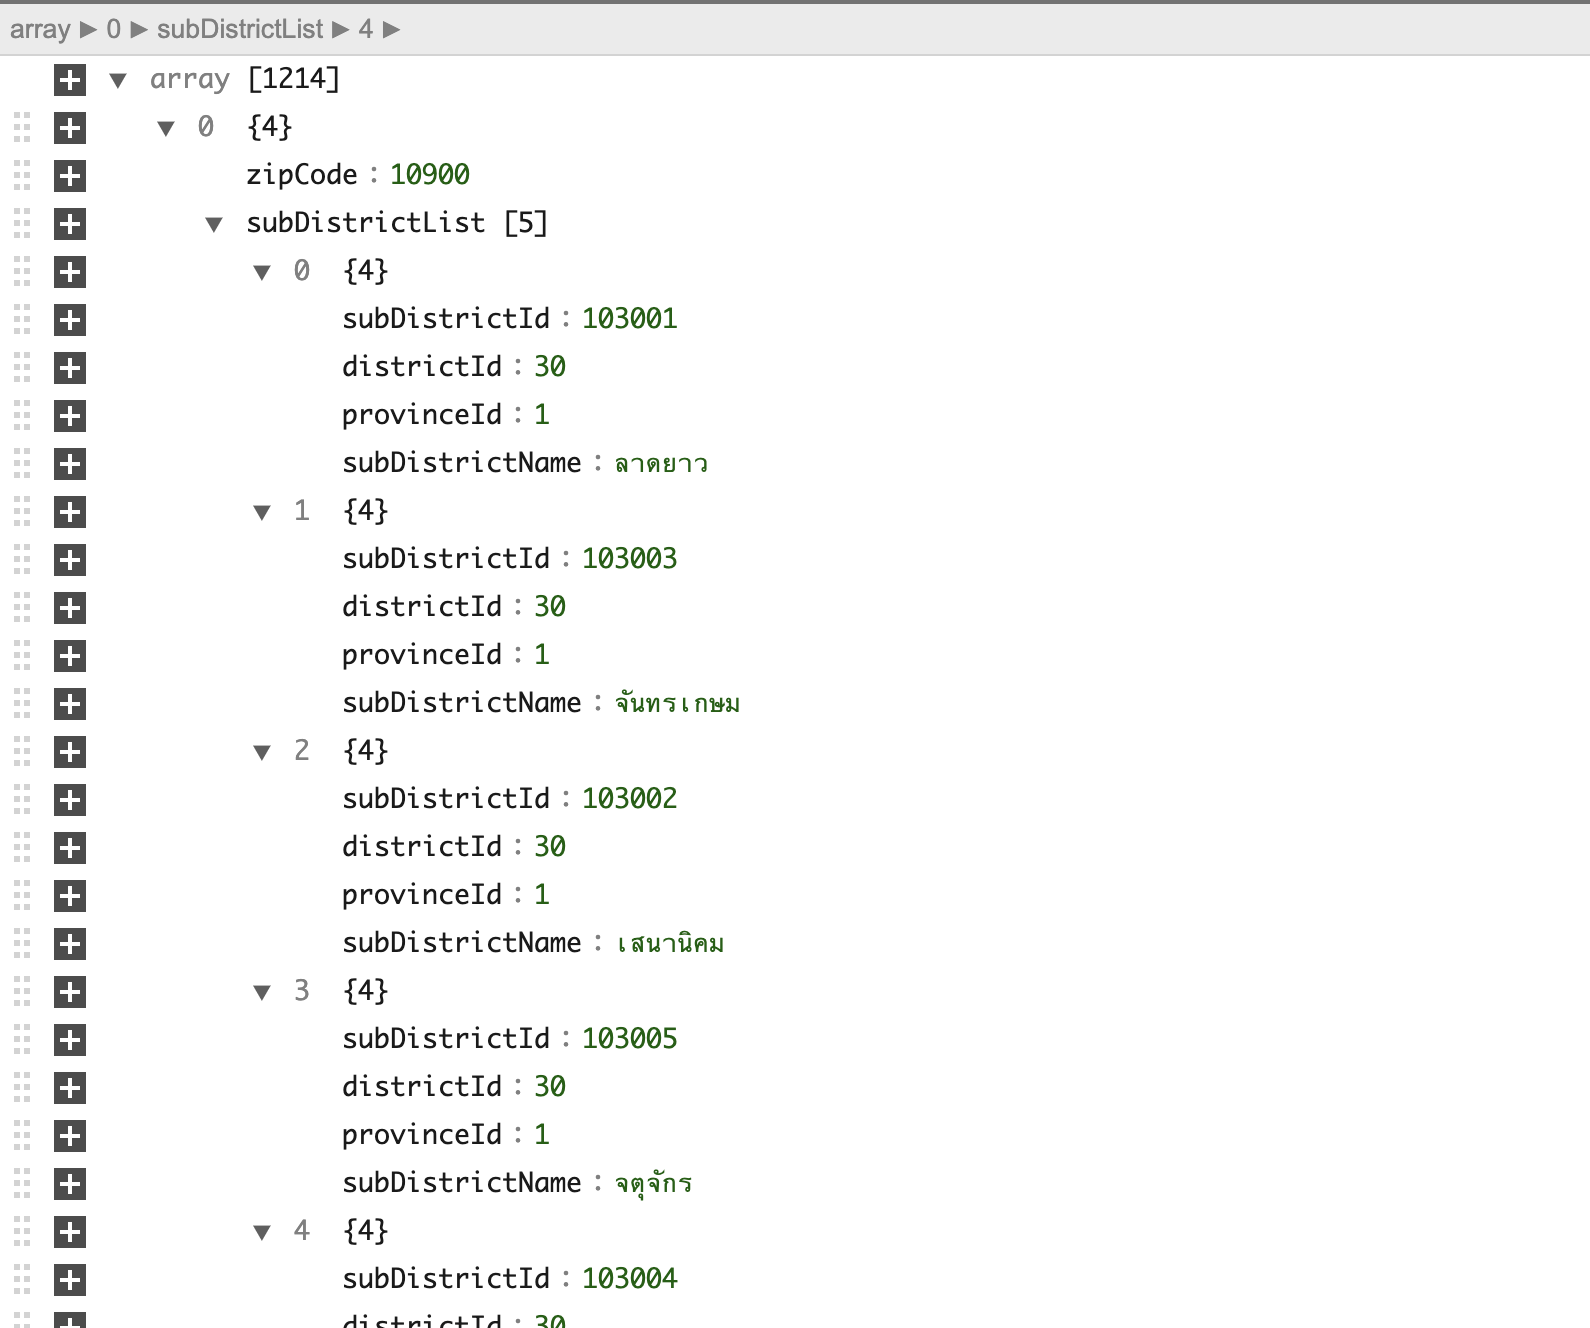 array ▶ 0 ▶ subDistrictList ▶ 4 ▶
array [1214]
0 {4}
zipCode : 10900
subDistrictList [5]
0 {4}
subDistrictId : 103001
districtId : 30
provinceId : 1
subDistrictName : ลาดยาว
1 {4}
subDistrictId : 103003
districtId : 30
provinceId : 1
subDistrictName : จันทรเกษม
2 {4}
subDistrictId : 103002
districtId : 30
provinceId : 1
subDistrictName : เสนานิคม
3 {4}
subDistrictId : 103005
districtId : 30
provinceId : 1
subDistrictName : จตุจักร
4 {4}
subDistrictId : 103004
districtId : 30